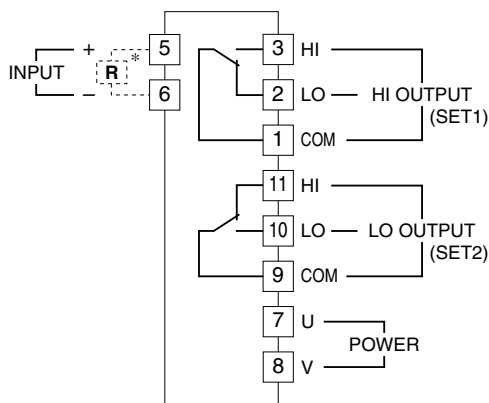 INPUT
+
R
*
–
5
6
3 HI
2 LO
1 COM
HI OUTPUT
(SET1)
11 HI
10 LO
9 COM
LO OUTPUT
(SET2)
7 U
8 V
POWER